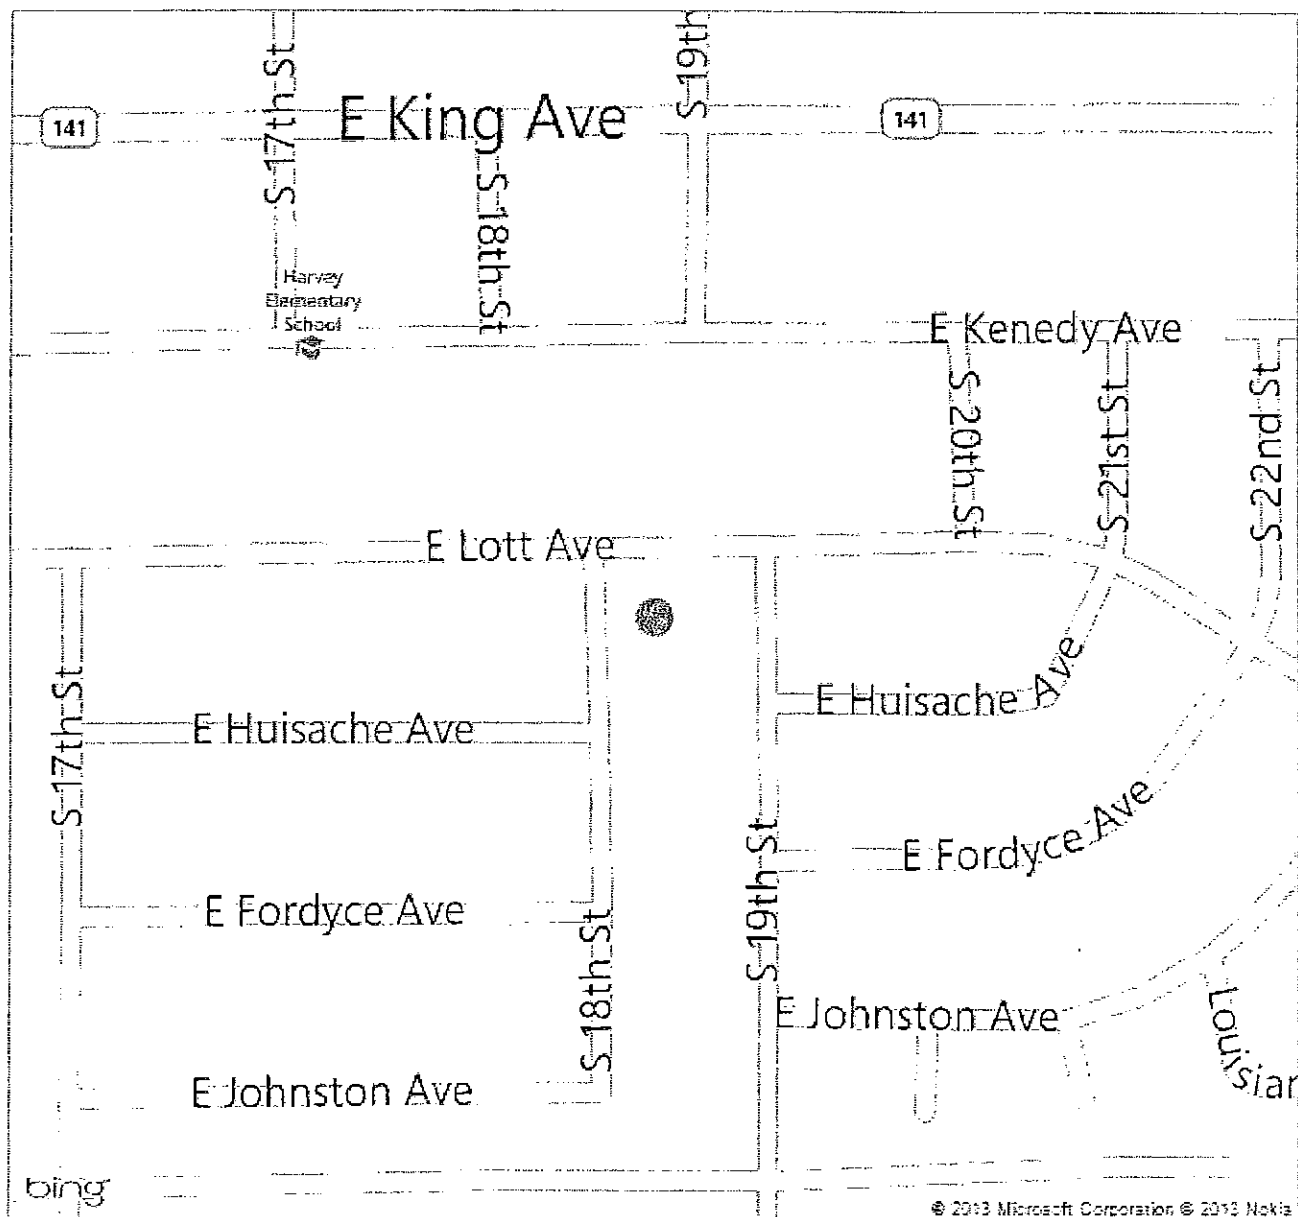 S 19th
S 17th St
141
E King Ave
141
S 18th St
Harvey
Elementary
School
E Kenedy Ave
S 20th St
S 21st St
S 22nd St
E Lott Ave
E Huisache Ave
E Huisache Ave
S 17th St
E Fordyce Ave
S 19th St
E Fordyce Ave
S 18th St
E Johnston Ave
Louisian
E Johnston Ave
bing
© 2013 Microsoft Corporation © 2013 Nokia